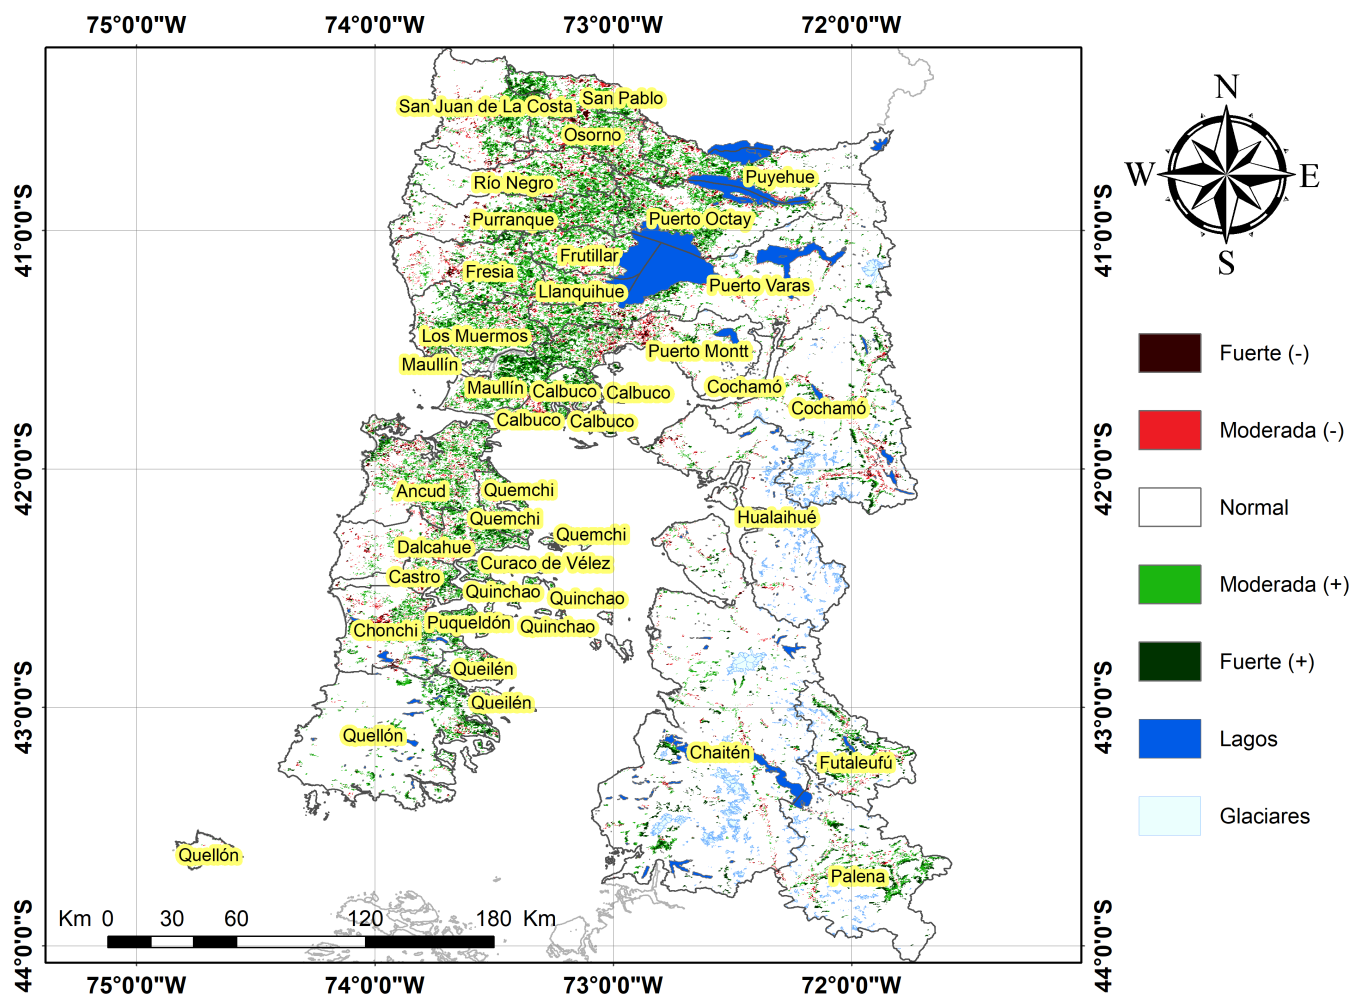 75°0'0"W 74°0'0"W 73°0'0"W 72°0'0"W
N
W E
S
41°0'0"S
42°0'0"S
43°0'0"S
44°0'0"S
San Juan de La Costa
San Pablo
Osorno
Puyehue
Río Negro
Purranque
Puerto Octay
Frutillar
Fresia
Llanquihue
Puerto Varas
Los Muermos
Puerto Montt
Maullín
Maullín
Calbuco
Calbuco
Cochamó
Cochamó
Calbuco
Calbuco
Ancud
Quemchi
Quemchi
Hualaihué
Quemchi
Dalcahue
Curaco de Vélez
Castro
Quinchao
Quinchao
Puqueldón
Quinchao
Chonchi
Queilén
Queilén
Quellón
Chaitén
Futaleufú
Quellón
Palena
Km 0 30 60 120 180 Km
41°0'0"S
42°0'0"S
43°0'0"S
44°0'0"S
75°0'0"W 74°0'0"W 73°0'0"W 72°0'0"W
Fuerte (-)
Moderada (-)
Normal
Moderada (+)
Fuerte (+)
Lagos
Glaciares